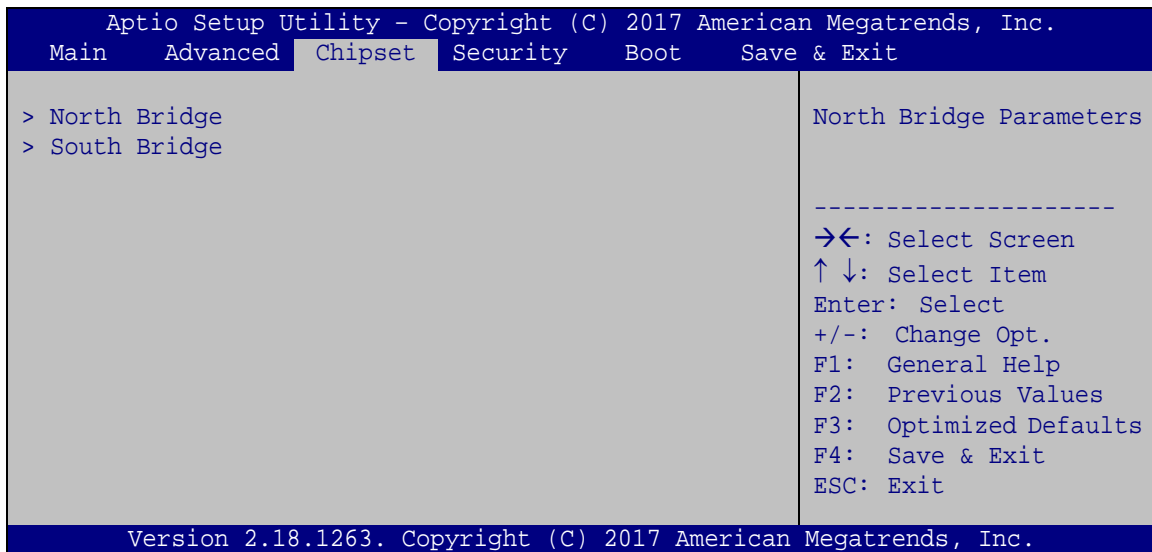 Aptio Setup Utility – Copyright (C) 2017 American Megatrends, Inc.
Main Advanced Chipset Security Boot Save & Exit
> North Bridge
> South Bridge
North Bridge Parameters
---------------------
→←: Select Screen
↑ ↓: Select Item
Enter: Select
+/-: Change Opt.
F1: General Help
F2: Previous Values
F3: Optimized Defaults
F4: Save & Exit
ESC: Exit
Version 2.18.1263. Copyright (C) 2017 American Megatrends, Inc.